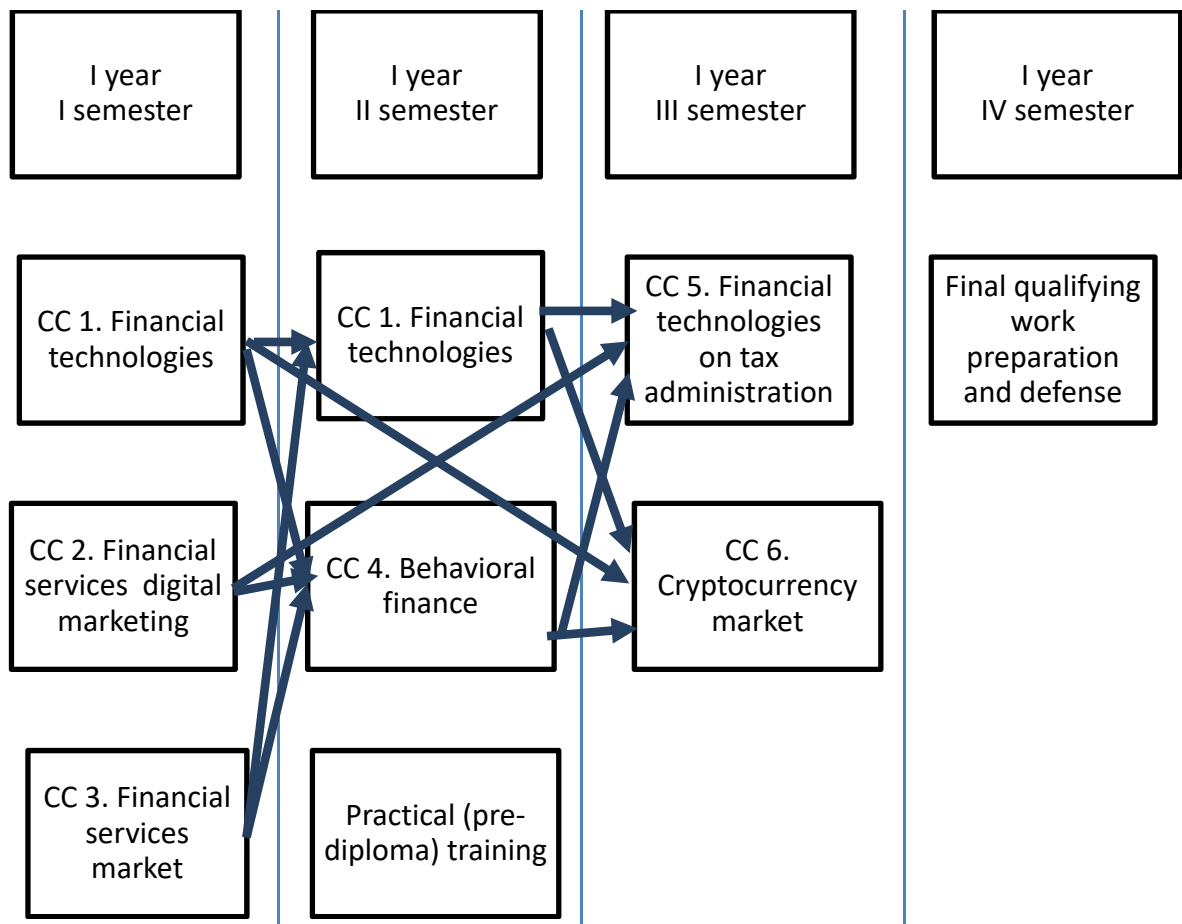 I year
I semester
I year
II semester
I year
III semester
I year
IV semester
CC 1. Financial
technologies
CC 1. Financial
technologies
CC 5. Financial
technologies
on tax
administration
Final qualifying
work
preparation
and defense
CC 2. Financial
services digital
marketing
CC 4. Behavioral
finance
CC 6.
Cryptocurrency
market
CC 3. Financial
services
market
Practical (pre-
diploma) training